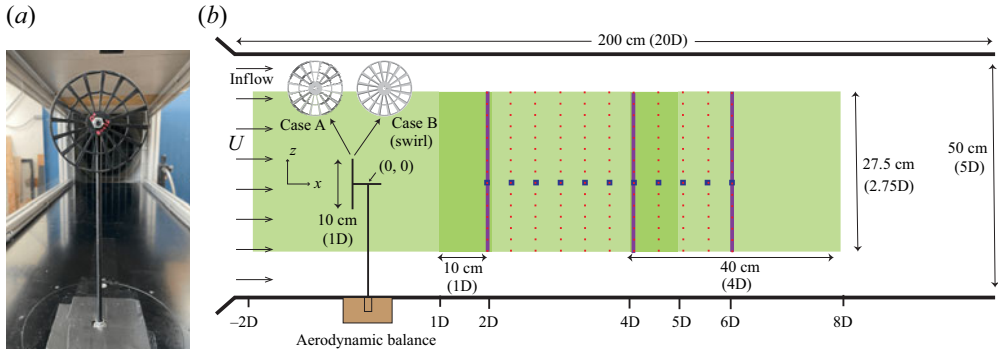 (a)
(b)
200 cm (20D)
Inflow
Case A
Case B
(swirl)
U
z
x
(0, 0)
10 cm
(1D)
27.5 cm
(2.75D)
50 cm
(5D)
10 cm
(1D)
40 cm
(4D)
–2D
1D
2D
4D
5D
6D
8D
Aerodynamic balance